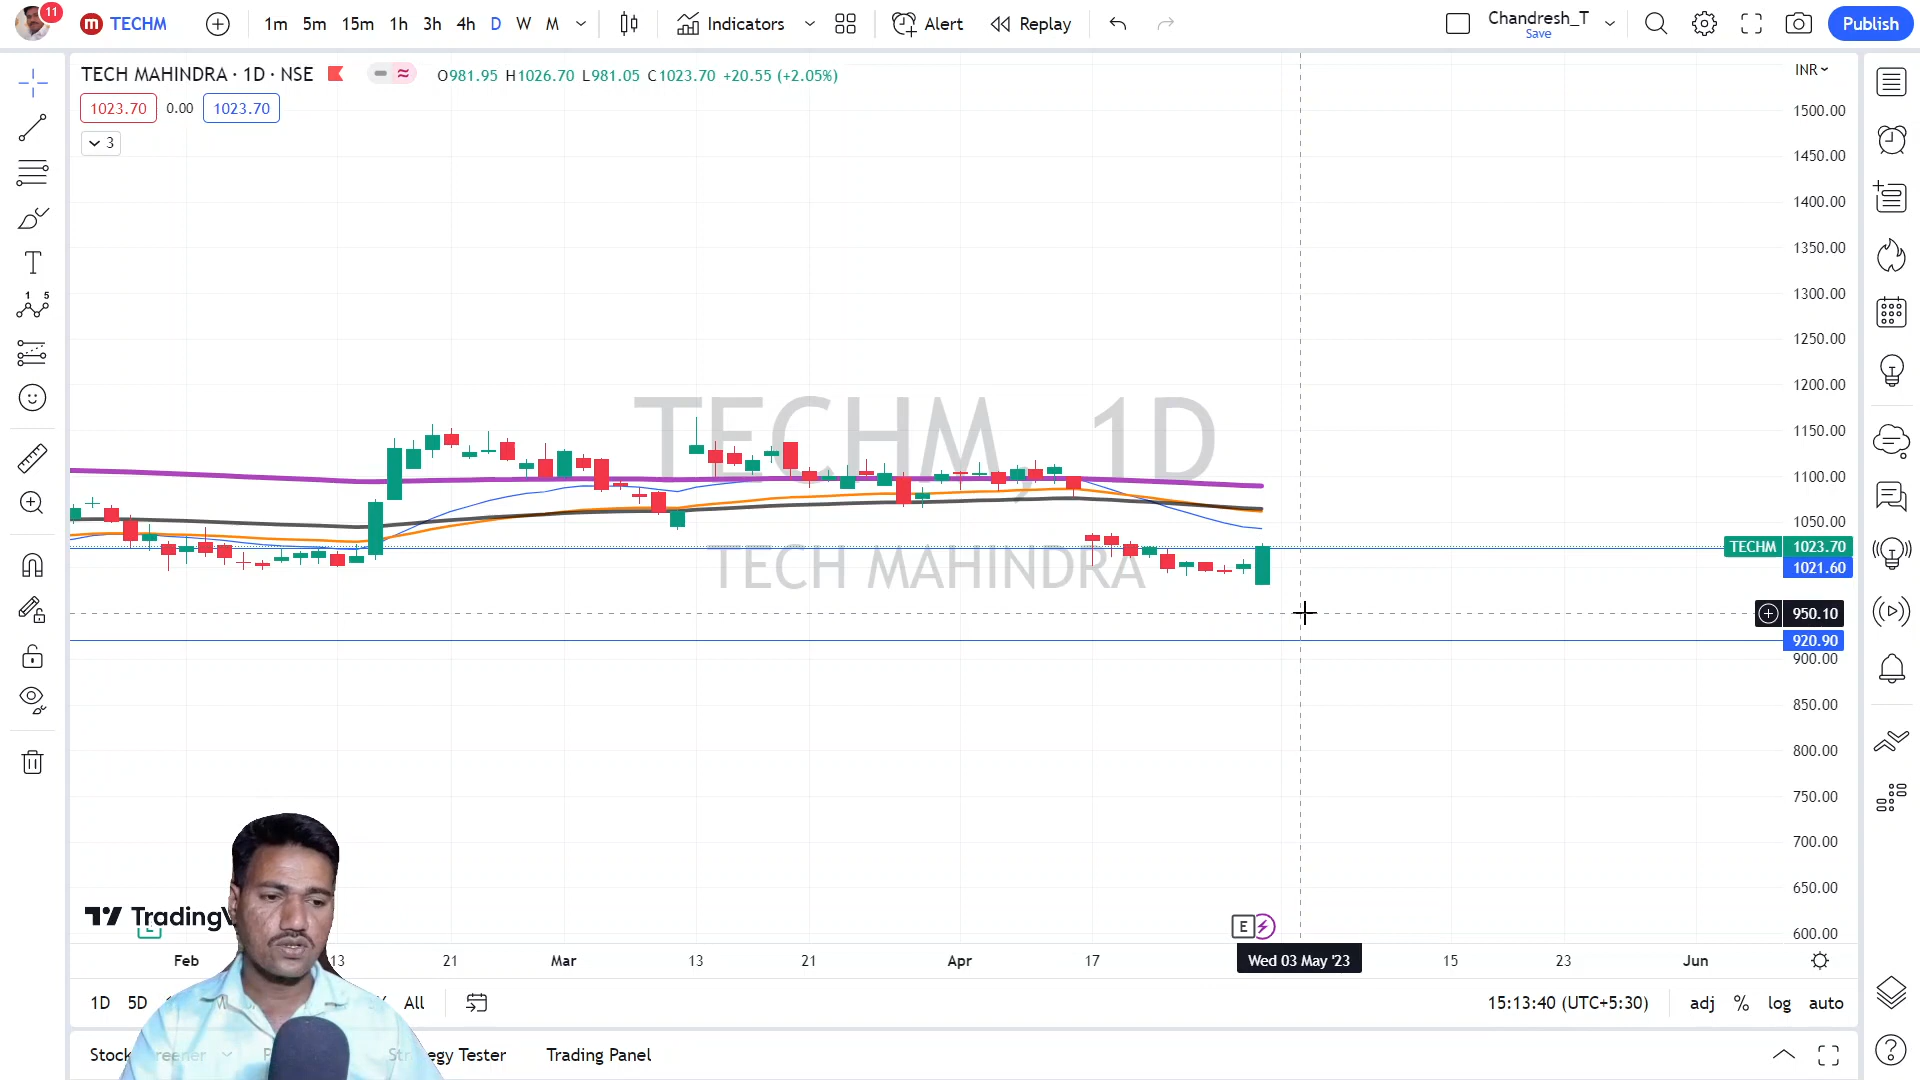 11 TECHM 1m 5m 15m 1h 3h 4h D W M Indicators Alert Replay Chandresh_T Save Publish
TECH MAHINDRA · 1D · NSE O981.95 H1026.70 L981.05 C1023.70 +20.55 (+2.05%) INR
1023.70 0.00 1023.70
3
1500.00
1450.00
1400.00
1350.00
1300.00
1250.00
1200.00
1150.00
1100.00
1050.00
TECHM, 1D
TECH MAHINDRA
TECHM 1023.70
1021.60
950.10
920.90
900.00
850.00
800.00
750.00
700.00
650.00
600.00
TradingV
E
Feb 13 21 Mar 13 21 Apr 17 Wed 03 May '23 15 23 Jun
1D 5D All 15:13:40 (UTC+5:30) adj % log auto
Stock Tester Trading Panel